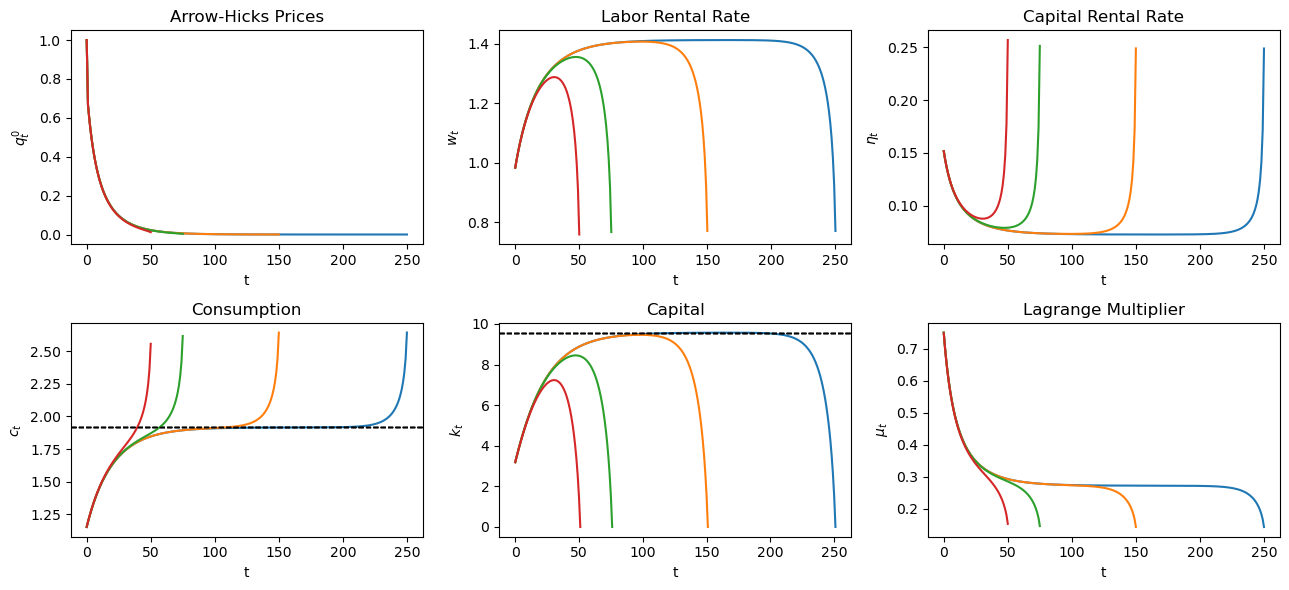 Arrow-Hicks Prices
1.0
0.8
0.6
0.4
0.2
0.0
q_t^0
0 50 100 150 200 250
t
Labor Rental Rate
1.4
1.2
1.0
0.8
w_t
0 50 100 150 200 250
t
Capital Rental Rate
0.25
0.20
0.15
0.10
η_t
0 50 100 150 200 250
t
Consumption
2.50
2.25
2.00
1.75
1.50
1.25
c_t
0 50 100 150 200 250
t
Capital
10
8
6
4
2
0
k_t
0 50 100 150 200 250
t
Lagrange Multiplier
0.7
0.6
0.5
0.4
0.3
0.2
μ_t
0 50 100 150 200 250
t